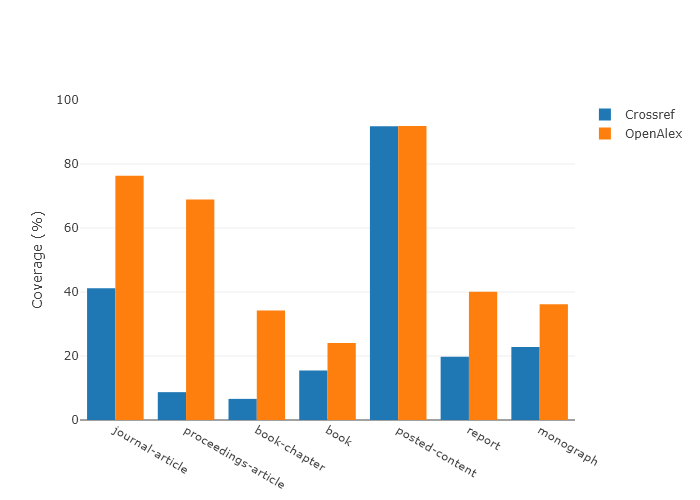 Coverage (%)
100
80
60
40
20
0
journal-article
proceedings-article
book-chapter
book
posted-content
report
monograph
Crossref
OpenAlex